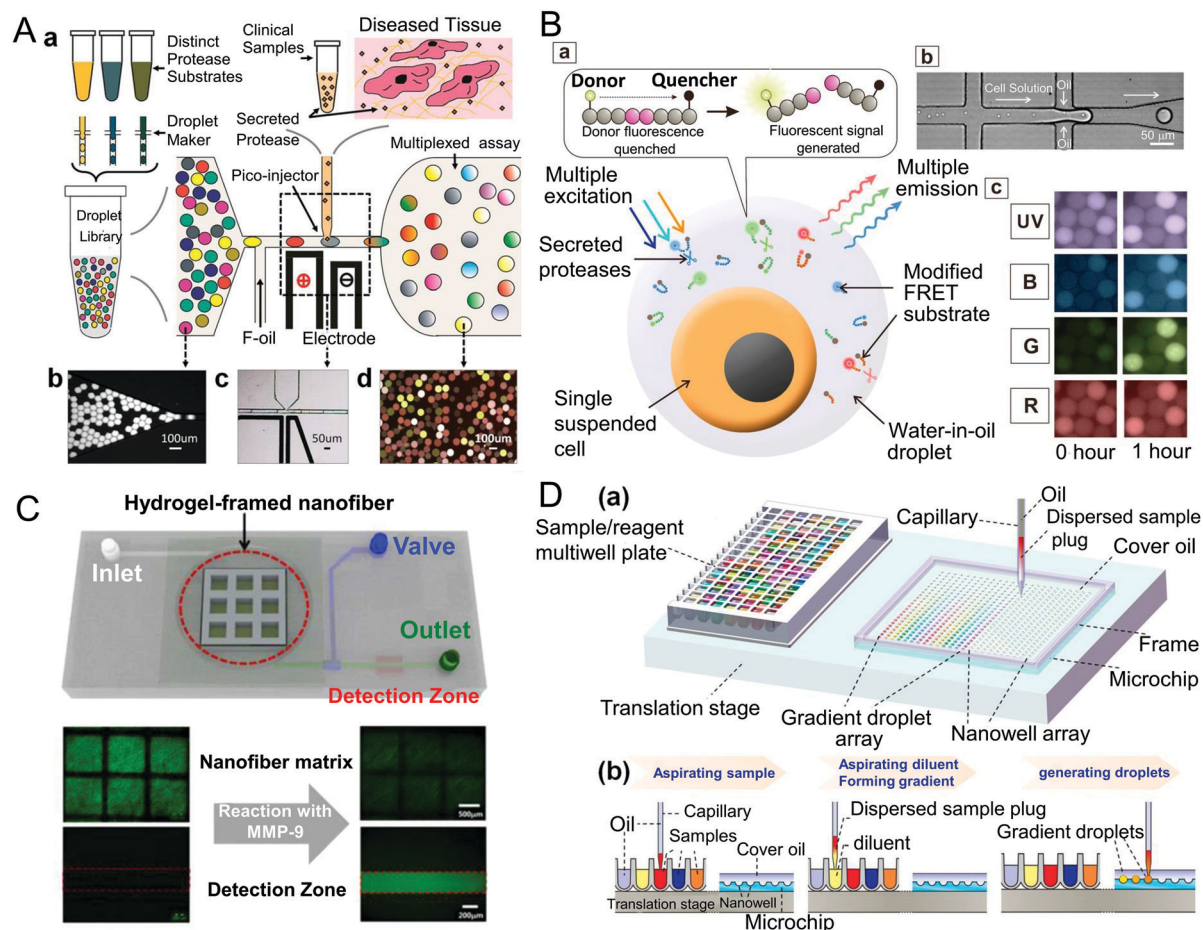 A
a
Distinct
Protease
Substrates
Droplet
Maker
Droplet
Library
Clinical
Samples
Secreted
Protease
Pico-injector
Diseased Tissue
Multiplexed assay
F-oil
Electrode
b
100um
c
50um
d
100um
B
a
Donor
Quencher
Donor fluorescence
quenched
Fluorescent signal
generated
Multiple
excitation
Secreted
proteases
Multiple
emission
Modified
FRET
substrate
Single
suspended
cell
Water-in-oil
droplet
b
Cell Solution
Oil
Oil
50 μm
c
UV
B
G
R
0 hour
1 hour
C
Hydrogel-framed nanofiber
Inlet
Valve
Outlet
Detection Zone
Nanofiber matrix
Reaction with
MMP-9
Detection Zone
500μm
200μm
D
(a)
Sample/reagent
multiwell plate
Capillary
Oil
Dispersed sample
plug
Cover oil
Frame
Microchip
Translation stage
Gradient droplet
array
Nanowell array
(b)
Aspirating sample
Aspirating diluent
Forming gradient
generating droplets
Oil
Capillary
Samples
Cover oil
Translation stage
Nanowell
Microchip
Dispersed sample plug
diluent
Gradient droplets